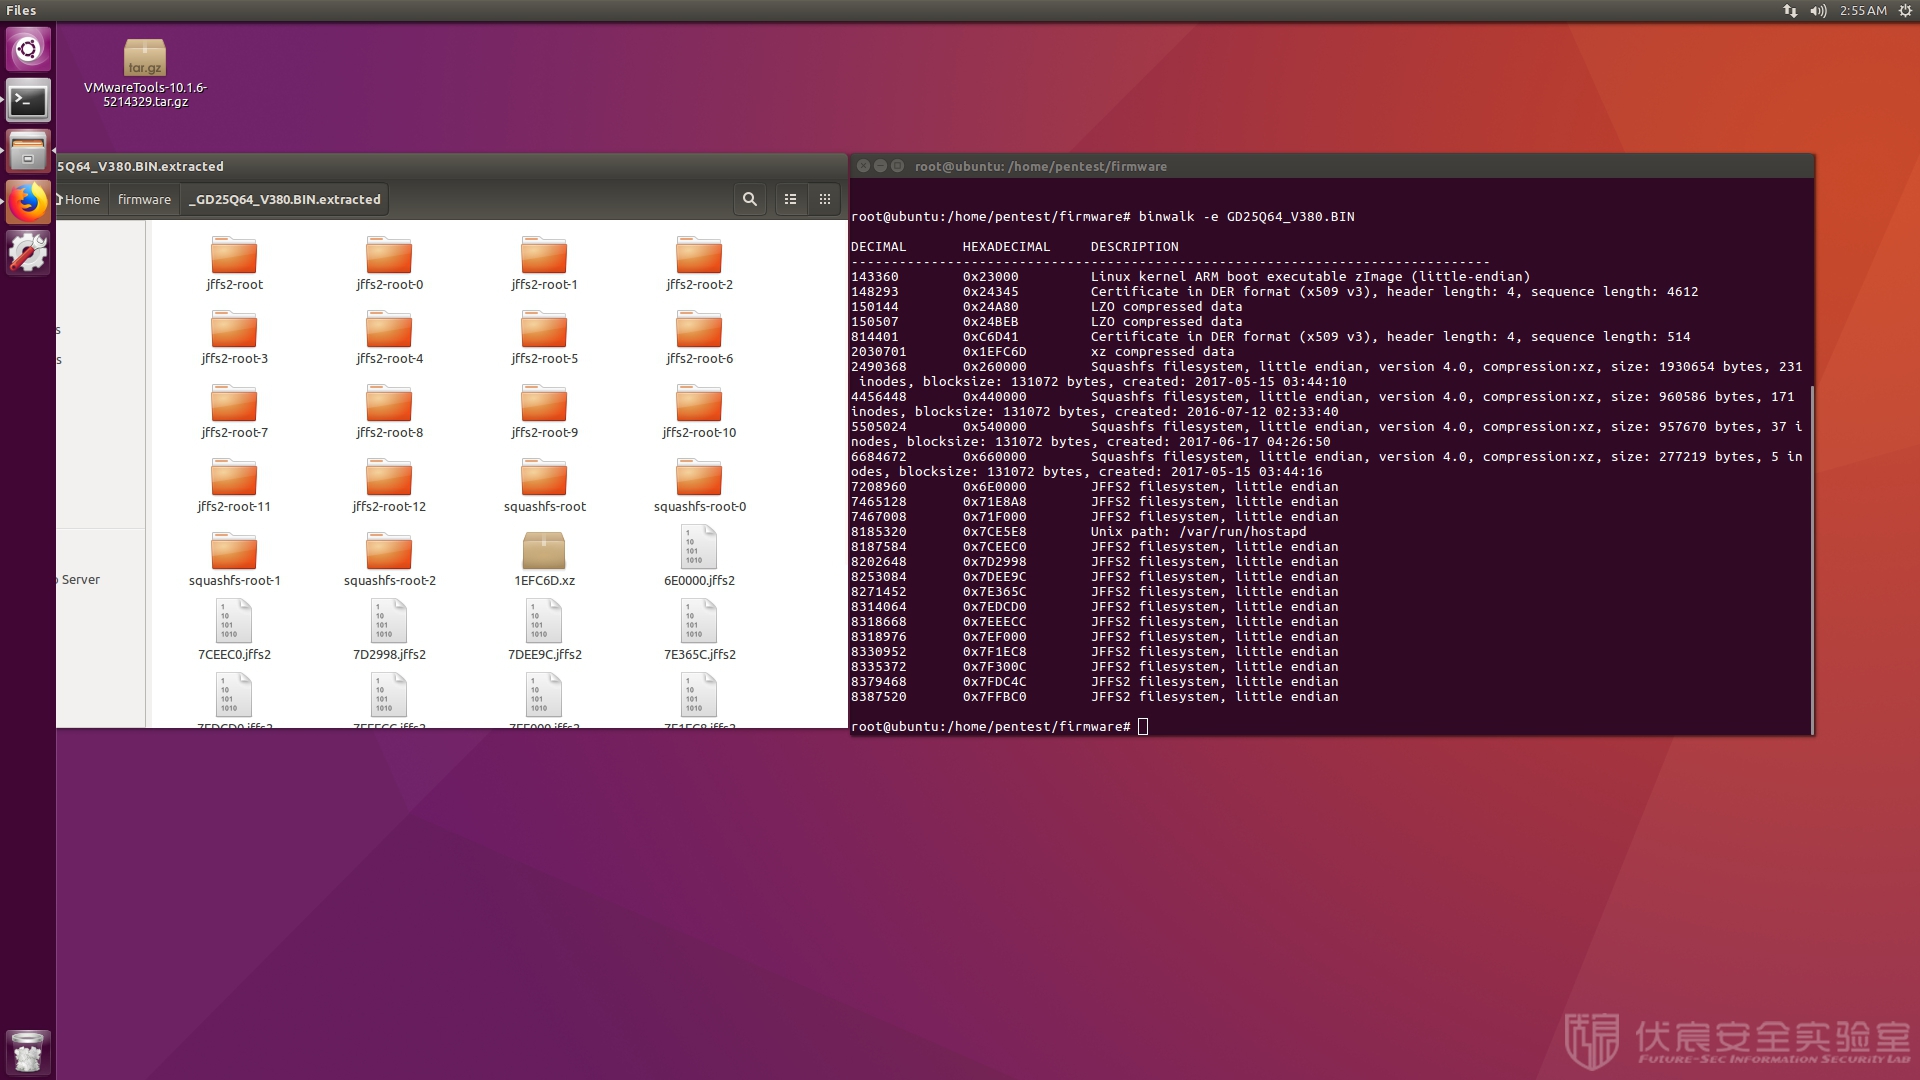 Files
2:55 AM
tar.gz
VMwareTools-10.1.6-
5214329.tar.gz
5Q64_V380.BIN.extracted
Home
firmware
_GD25Q64_V380.BIN.extracted
s
s
Server
jffs2-root
jffs2-root-0
jffs2-root-1
jffs2-root-2
jffs2-root-3
jffs2-root-4
jffs2-root-5
jffs2-root-6
jffs2-root-7
jffs2-root-8
jffs2-root-9
jffs2-root-10
jffs2-root-11
jffs2-root-12
squashfs-root
squashfs-root-0
squashfs-root-1
squashfs-root-2
1EFC6D.xz
6E0000.jffs2
7CEEC0.jffs2
7D2998.jffs2
7DEE9C.jffs2
7E365C.jffs2
7EDCD0.jffs2
7EEECC.jffs2
7EF000.jffs2
7F1EC8.jffs2
root@ubuntu: /home/pentest/firmware
root@ubuntu:/home/pentest/firmware# binwalk -e GD25Q64_V380.BIN
DECIMAL HEXADECIMAL DESCRIPTION
--------------------------------------------------------------------------------
143360 0x23000 Linux kernel ARM boot executable zImage (little-endian)
148293 0x24345 Certificate in DER format (x509 v3), header length: 4, sequence length: 4612
150144 0x24A80 LZO compressed data
150507 0x24BEB LZO compressed data
814401 0xC6D41 Certificate in DER format (x509 v3), header length: 4, sequence length: 514
2030701 0x1EFC6D xz compressed data
2490368 0x260000 Squashfs filesystem, little endian, version 4.0, compression:xz, size: 1930654 bytes, 231
inodes, blocksize: 131072 bytes, created: 2017-05-15 03:44:10
4456448 0x440000 Squashfs filesystem, little endian, version 4.0, compression:xz, size: 960586 bytes, 171
inodes, blocksize: 131072 bytes, created: 2016-07-12 02:33:40
5505024 0x540000 Squashfs filesystem, little endian, version 4.0, compression:xz, size: 957670 bytes, 37 i
nodes, blocksize: 131072 bytes, created: 2017-06-17 04:26:50
6684672 0x660000 Squashfs filesystem, little endian, version 4.0, compression:xz, size: 277219 bytes, 5 in
odes, blocksize: 131072 bytes, created: 2017-05-15 03:44:16
7208960 0x6E0000 JFFS2 filesystem, little endian
7465128 0x71E8A8 JFFS2 filesystem, little endian
7467008 0x71F000 JFFS2 filesystem, little endian
8185320 0x7CE5E8 Unix path: /var/run/hostapd
8187584 0x7CEEC0 JFFS2 filesystem, little endian
8202648 0x7D2998 JFFS2 filesystem, little endian
8253084 0x7DEE9C JFFS2 filesystem, little endian
8271452 0x7E365C JFFS2 filesystem, little endian
8314064 0x7EDCD0 JFFS2 filesystem, little endian
8318668 0x7EEECC JFFS2 filesystem, little endian
8318976 0x7EF000 JFFS2 filesystem, little endian
8330952 0x7F1EC8 JFFS2 filesystem, little endian
8335372 0x7F300C JFFS2 filesystem, little endian
8379468 0x7FDC4C JFFS2 filesystem, little endian
8387520 0x7FFBC0 JFFS2 filesystem, little endian
root@ubuntu:/home/pentest/firmware#
伏宸安全实验室
Future-Sec Information Security Lab